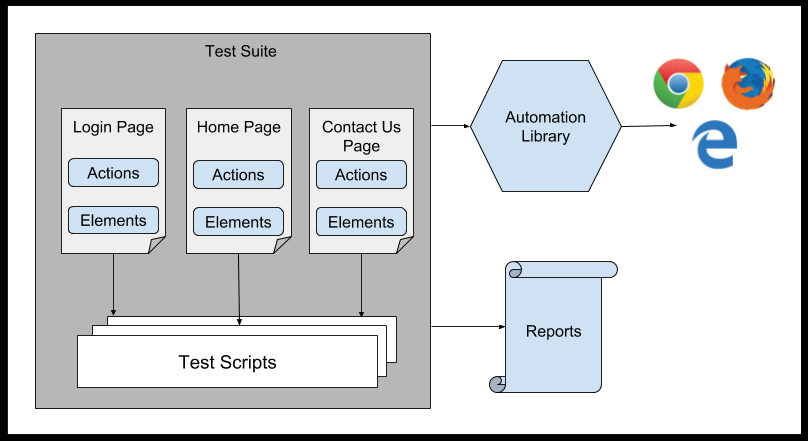 Test Suite
Login Page
Actions
Elements
Home Page
Actions
Elements
Contact Us
Page
Actions
Elements
Test Scripts
Automation
Library
Reports